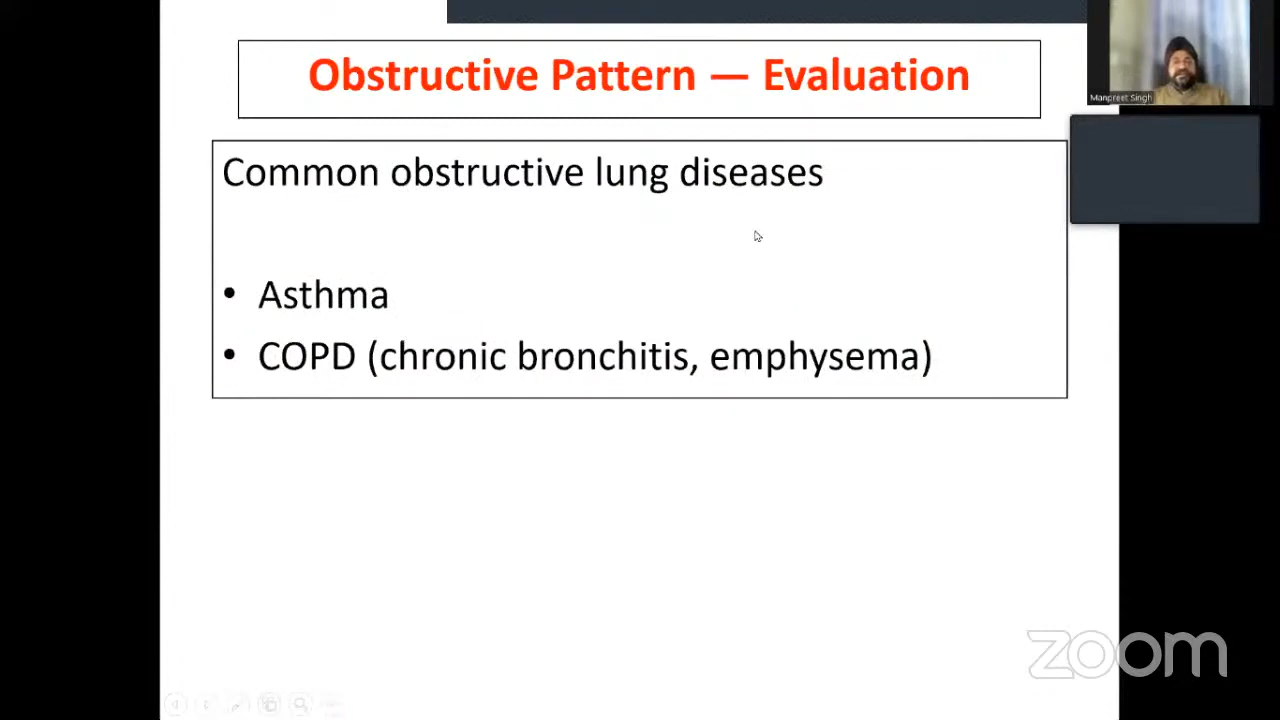 Obstructive Pattern — Evaluation
Manpreet Singh
Common obstructive lung diseases
• Asthma
• COPD (chronic bronchitis, emphysema)
zoom